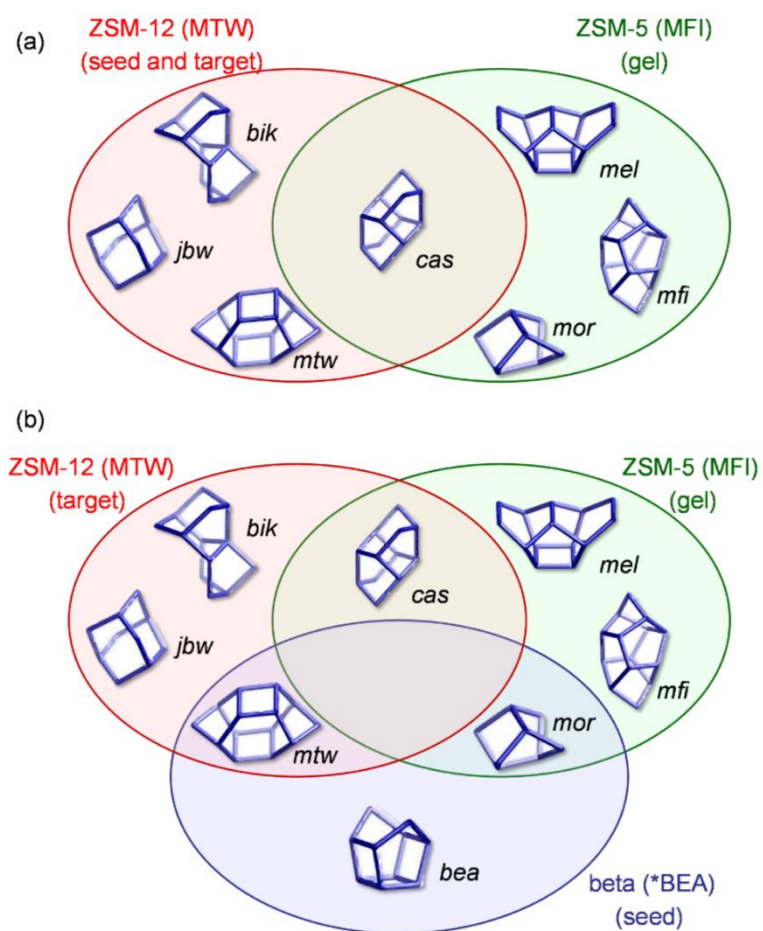 (a)
ZSM-12 (MTW)
(seed and target)
ZSM-5 (MFI)
(gel)
bik
mel
jbw
cas
mfi
mor
mtw
(b)
ZSM-12 (MTW)
(target)
ZSM-5 (MFI)
(gel)
bik
cas
mel
jbw
mfi
mor
mtw
bea
beta (*BEA)
(seed)